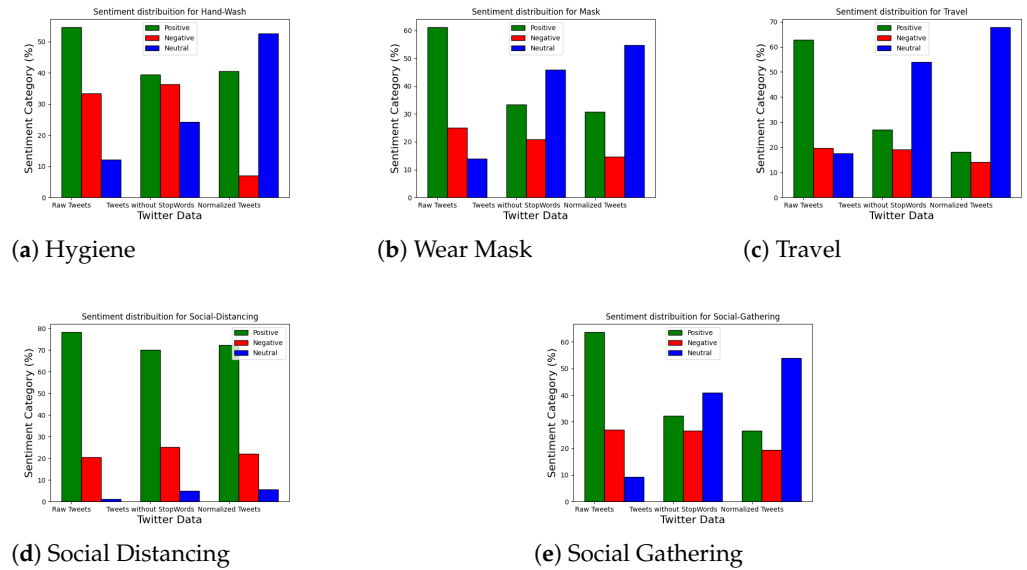 Sentiment distribuition for Hand-Wash
Positive
Negative
Neutral
50
40
30
20
10
0
Sentiment Category (%)
Raw Tweets Tweets without StopWords Normalized Tweets
Twitter Data
(a) Hygiene
Sentiment distribuition for Mask
Positive
Negative
Neutral
60
50
40
30
20
10
0
Sentiment Category (%)
Raw Tweets Tweets without StopWords Normalized Tweets
Twitter Data
(b) Wear Mask
Sentiment distribuition for Travel
Positive
Negative
Neutral
70
60
50
40
30
20
10
0
Sentiment Category (%)
Raw Tweets Tweets without StopWords Normalized Tweets
Twitter Data
(c) Travel
Sentiment distribuition for Social-Distancing
Positive
Negative
Neutral
80
70
60
50
40
30
20
10
0
Sentiment Category (%)
Raw Tweets Tweets without StopWords Normalized Tweets
Twitter Data
(d) Social Distancing
Sentiment distribuition for Social-Gathering
Positive
Negative
Neutral
60
50
40
30
20
10
0
Sentiment Category (%)
Raw Tweets Tweets without StopWords Normalized Tweets
Twitter Data
(e) Social Gathering